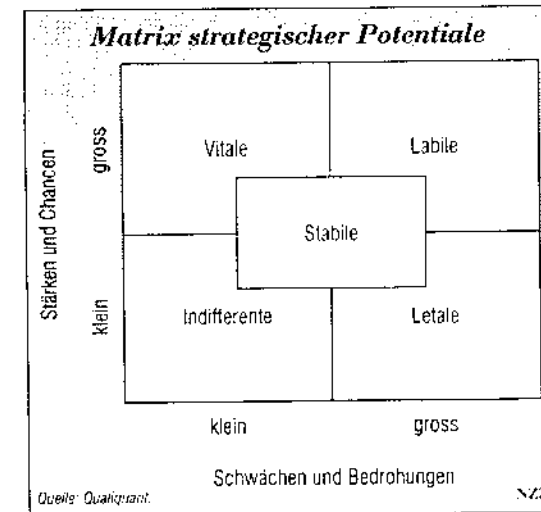 Matrix strategischer Potentiale
Stärken und Chancen
gross
klein
Vitale
Labile
Stabile
Indifferente
Letale
klein
gross
Schwächen und Bedrohungen
Quelle: Qualiquant.